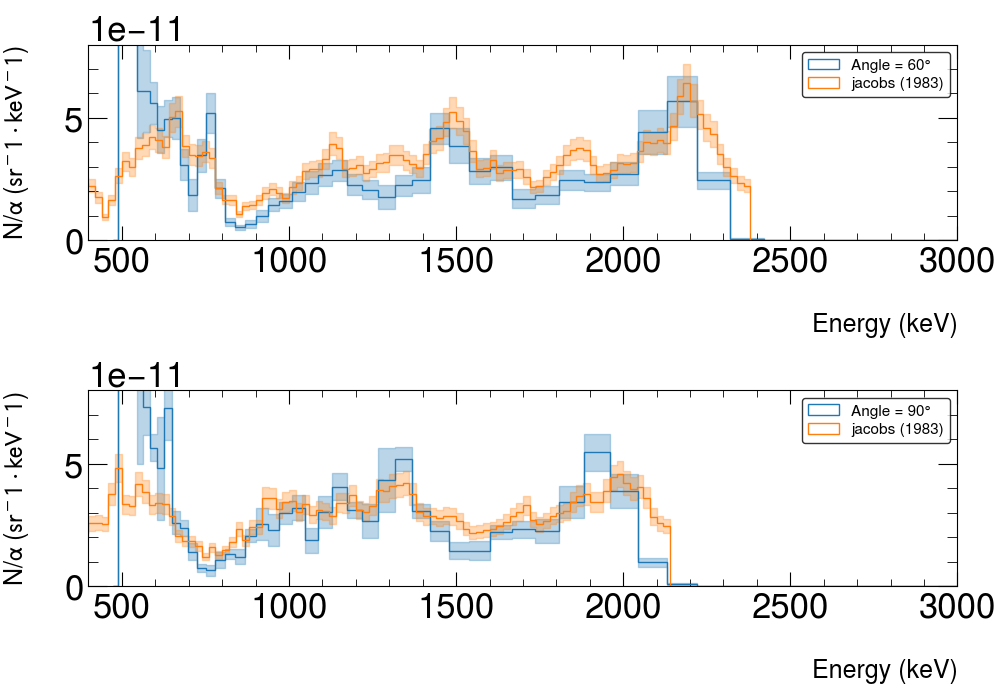 1e−11
N/α (sr⁻1 · keV⁻1)
5
0
Angle = 60°
jacobs (1983)
500 1000 1500 2000 2500 3000
Energy (keV)
1e−11
N/α (sr⁻1 · keV⁻1)
5
0
Angle = 90°
jacobs (1983)
500 1000 1500 2000 2500 3000
Energy (keV)